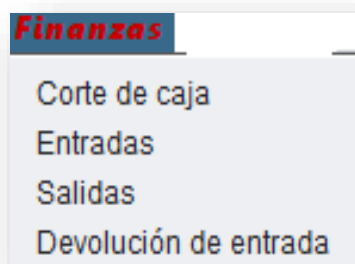 Finanzas
Corte de caja
Entradas
Salidas
Devolución de entrada